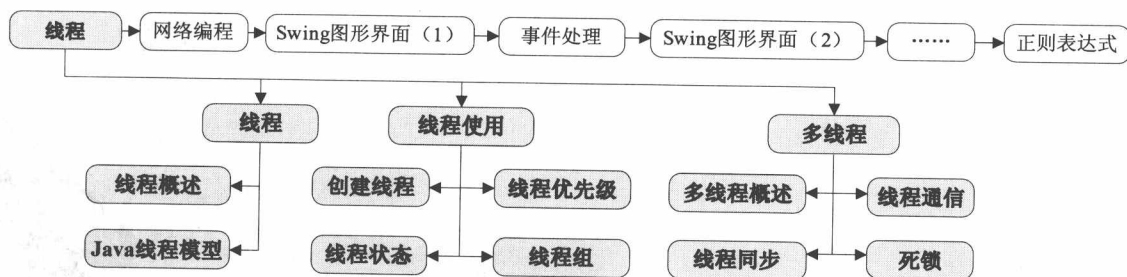 线程 网络编程 Swing图形界面（1） 事件处理 Swing图形界面（2） …… 正则表达式
线程 线程使用 多线程
线程概述 创建线程 线程优先级 多线程概述 线程通信
Java线程模型 线程状态 线程组 线程同步 死锁